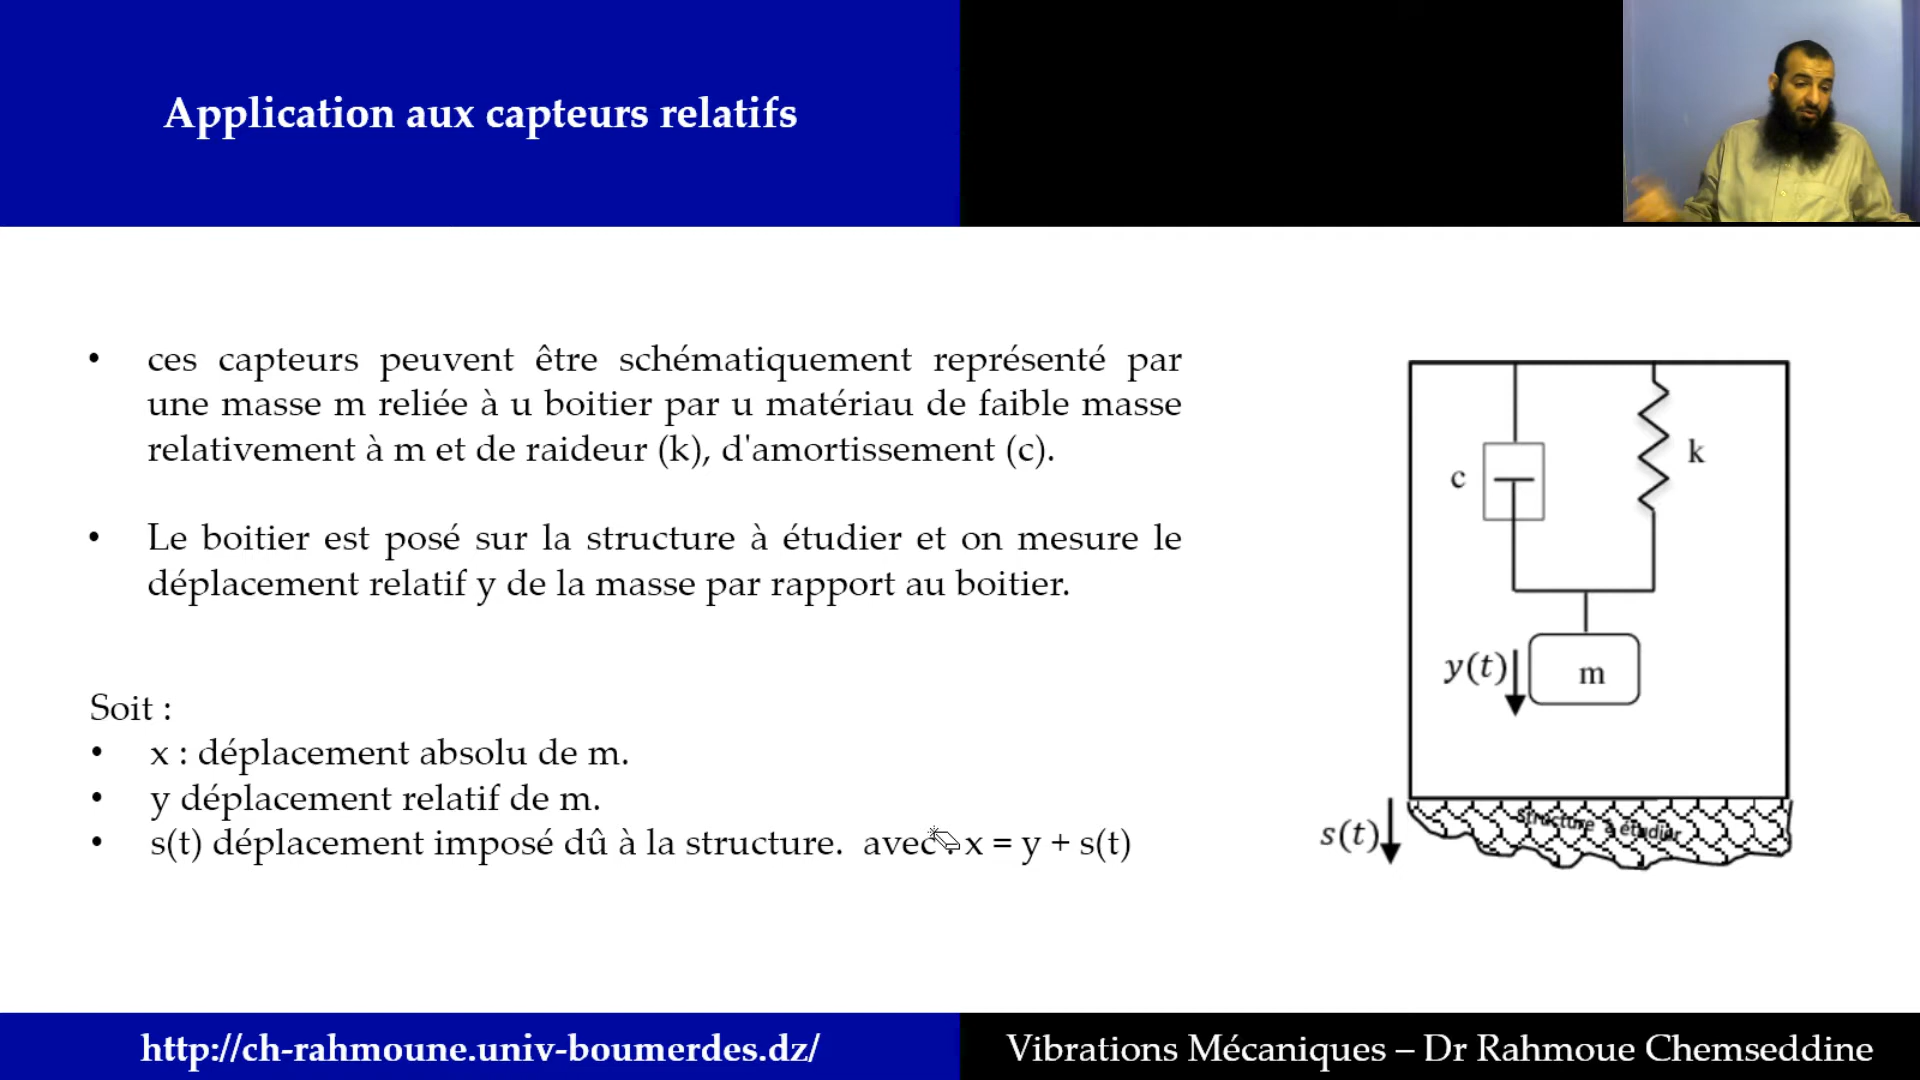 Application aux capteurs relatifs
• ces capteurs peuvent être schématiquement représenté par
une masse m reliée à u boitier par u matériau de faible masse
relativement à m et de raideur (k), d'amortissement (c).
• Le boitier est posé sur la structure à étudier et on mesure le
déplacement relatif y de la masse par rapport au boitier.
Soit :
• x : déplacement absolu de m.
• y déplacement relatif de m.
• s(t) déplacement imposé dû à la structure. avec : x = y + s(t)
c
k
y(t)
m
s(t)
Structure à étudier
http://ch-rahmoune.univ-boumerdes.dz/
Vibrations Mécaniques – Dr Rahmoue Chemseddine